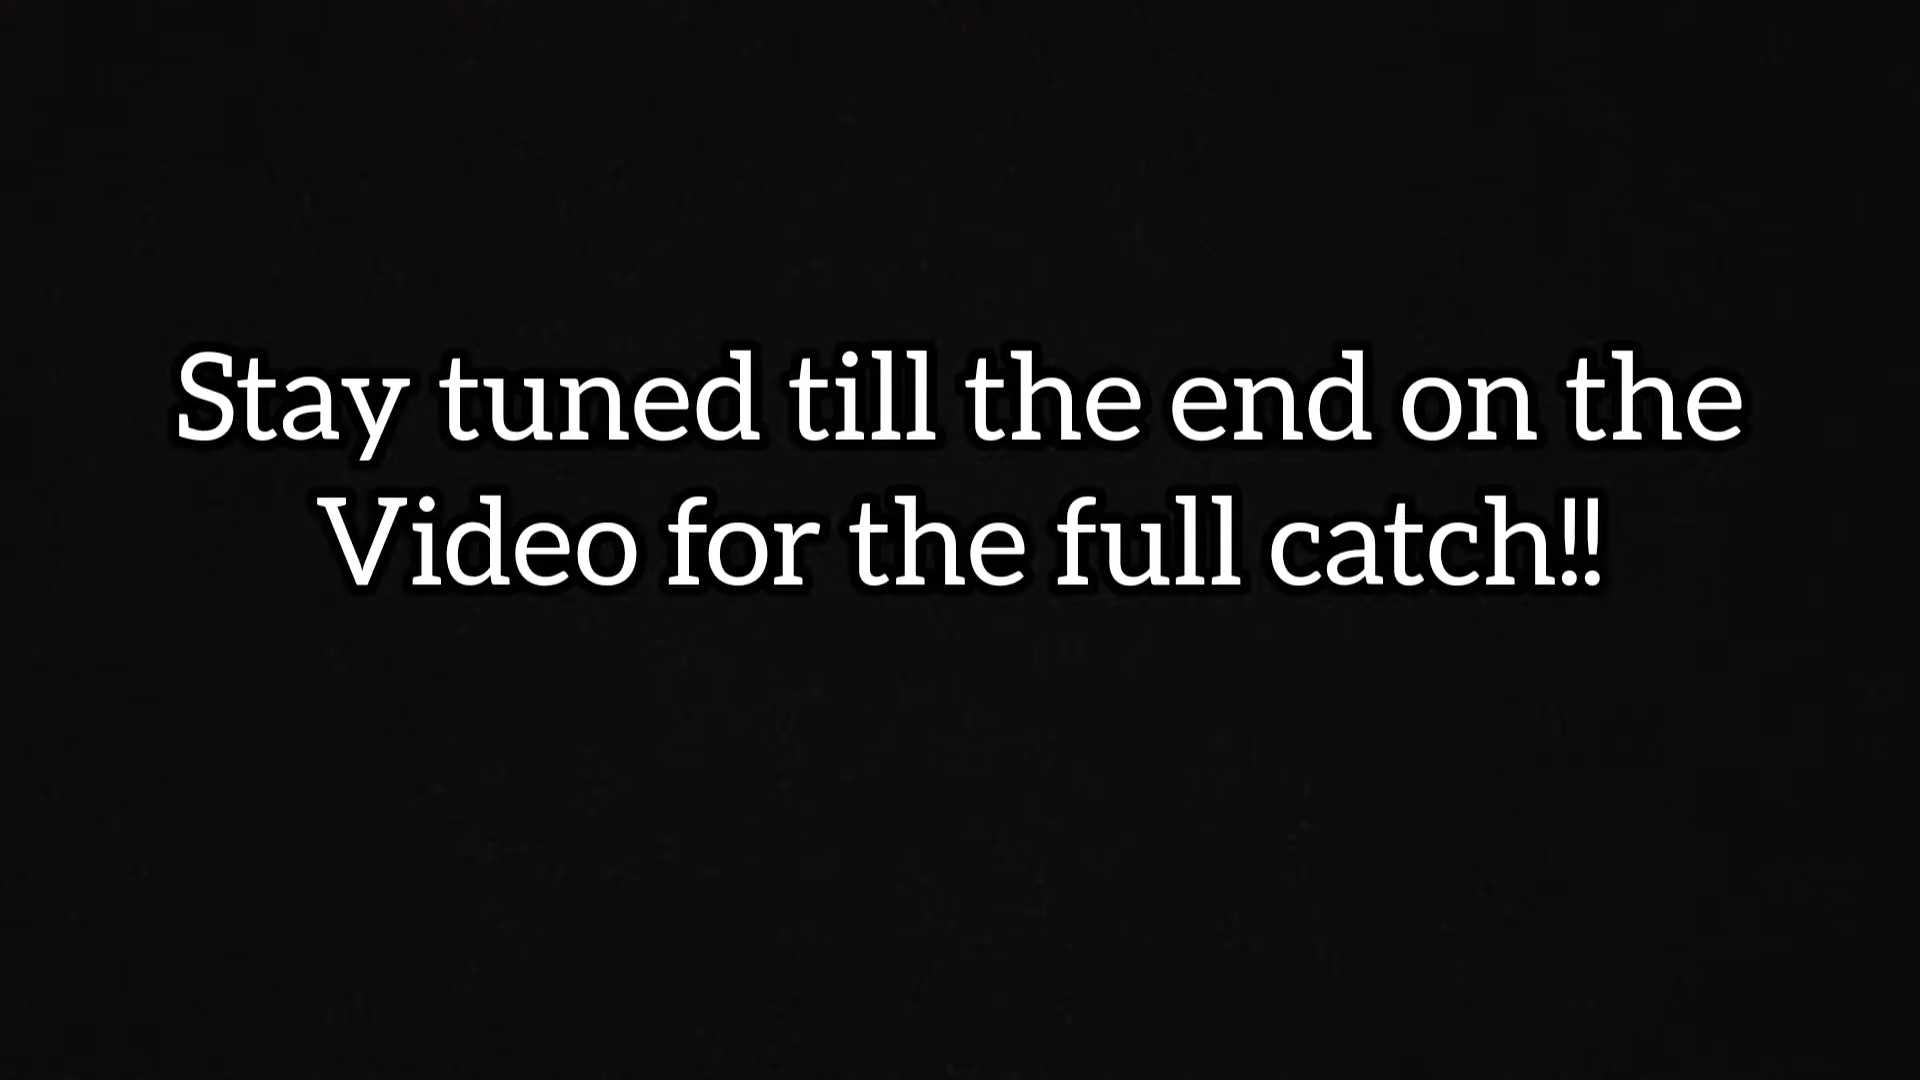 Stay tuned till the end on the
Video for the full catch!!